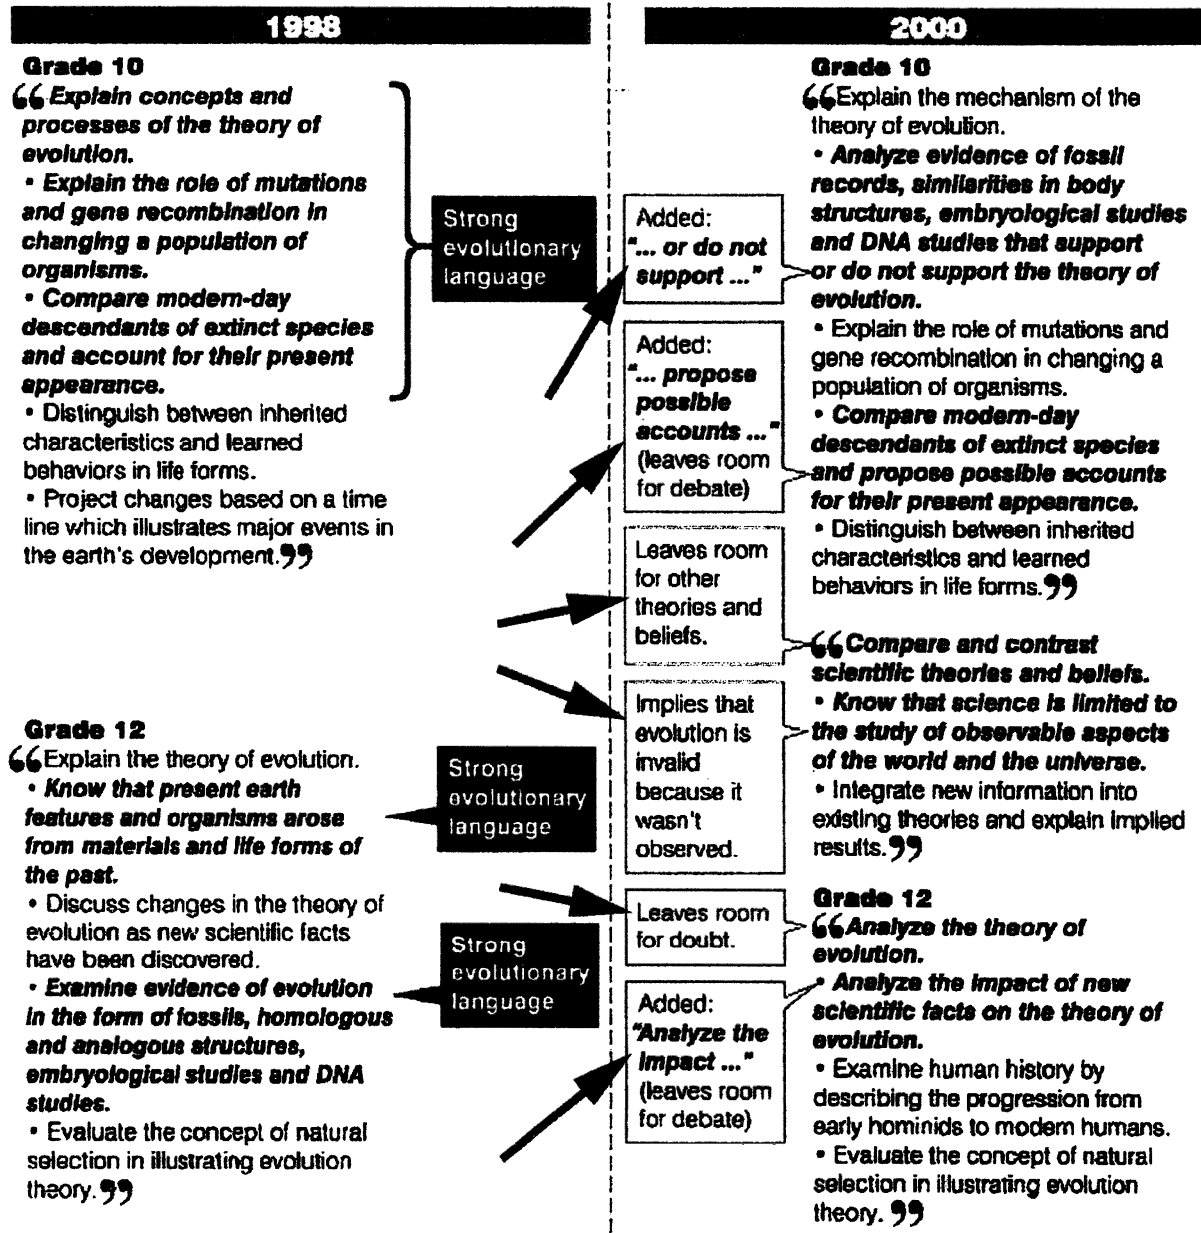 1998
Grade 10
“Explain concepts and
processes of the theory of
evolution.
• Explain the role of mutations
and gene recombination in
changing a population of
organisms.
• Compare modern-day
descendants of extinct species
and account for their present
appearance.
• Distinguish between inherited
characteristics and learned
behaviors in life forms.
• Project changes based on a time
line which illustrates major events in
the earth's development.”
Strong
evolutionary
language
Grade 12
“Explain the theory of evolution.
• Know that present earth
features and organisms arose
from materials and life forms of
the past.
• Discuss changes in the theory of
evolution as new scientific facts
have been discovered.
• Examine evidence of evolution
in the form of fossils, homologous
and analogous structures,
embryological studies and DNA
studies.
• Evaluate the concept of natural
selection in illustrating evolution
theory.”
Strong
evolutionary
language
Strong
evolutionary
language
2000
Added:
"... or do not
support ..."
Added:
"... propose
possible
accounts ..."
(leaves room
for debate)
Leaves room
for other
theories and
beliefs.
Implies that
evolution is
invalid
because it
wasn't
observed.
Leaves room
for doubt.
Added:
"Analyze the
impact ..."
(leaves room
for debate)
Grade 10
“Explain the mechanism of the
theory of evolution.
• Analyze evidence of fossil
records, similarities in body
structures, embryological studies
and DNA studies that support
or do not support the theory of
evolution.
• Explain the role of mutations and
gene recombination in changing a
population of organisms.
• Compare modern-day
descendants of extinct species
and propose possible accounts
for their present appearance.
• Distinguish between inherited
characteristics and learned
behaviors in life forms.”
“Compare and contrast
scientific theories and beliefs.
• Know that science is limited to
the study of observable aspects
of the world and the universe.
• Integrate new information into
existing theories and explain implied
results.”
Grade 12
“Analyze the theory of
evolution.
• Analyze the impact of new
scientific facts on the theory of
evolution.
• Examine human history by
describing the progression from
early hominids to modern humans.
• Evaluate the concept of natural
selection in illustrating evolution
theory. ”